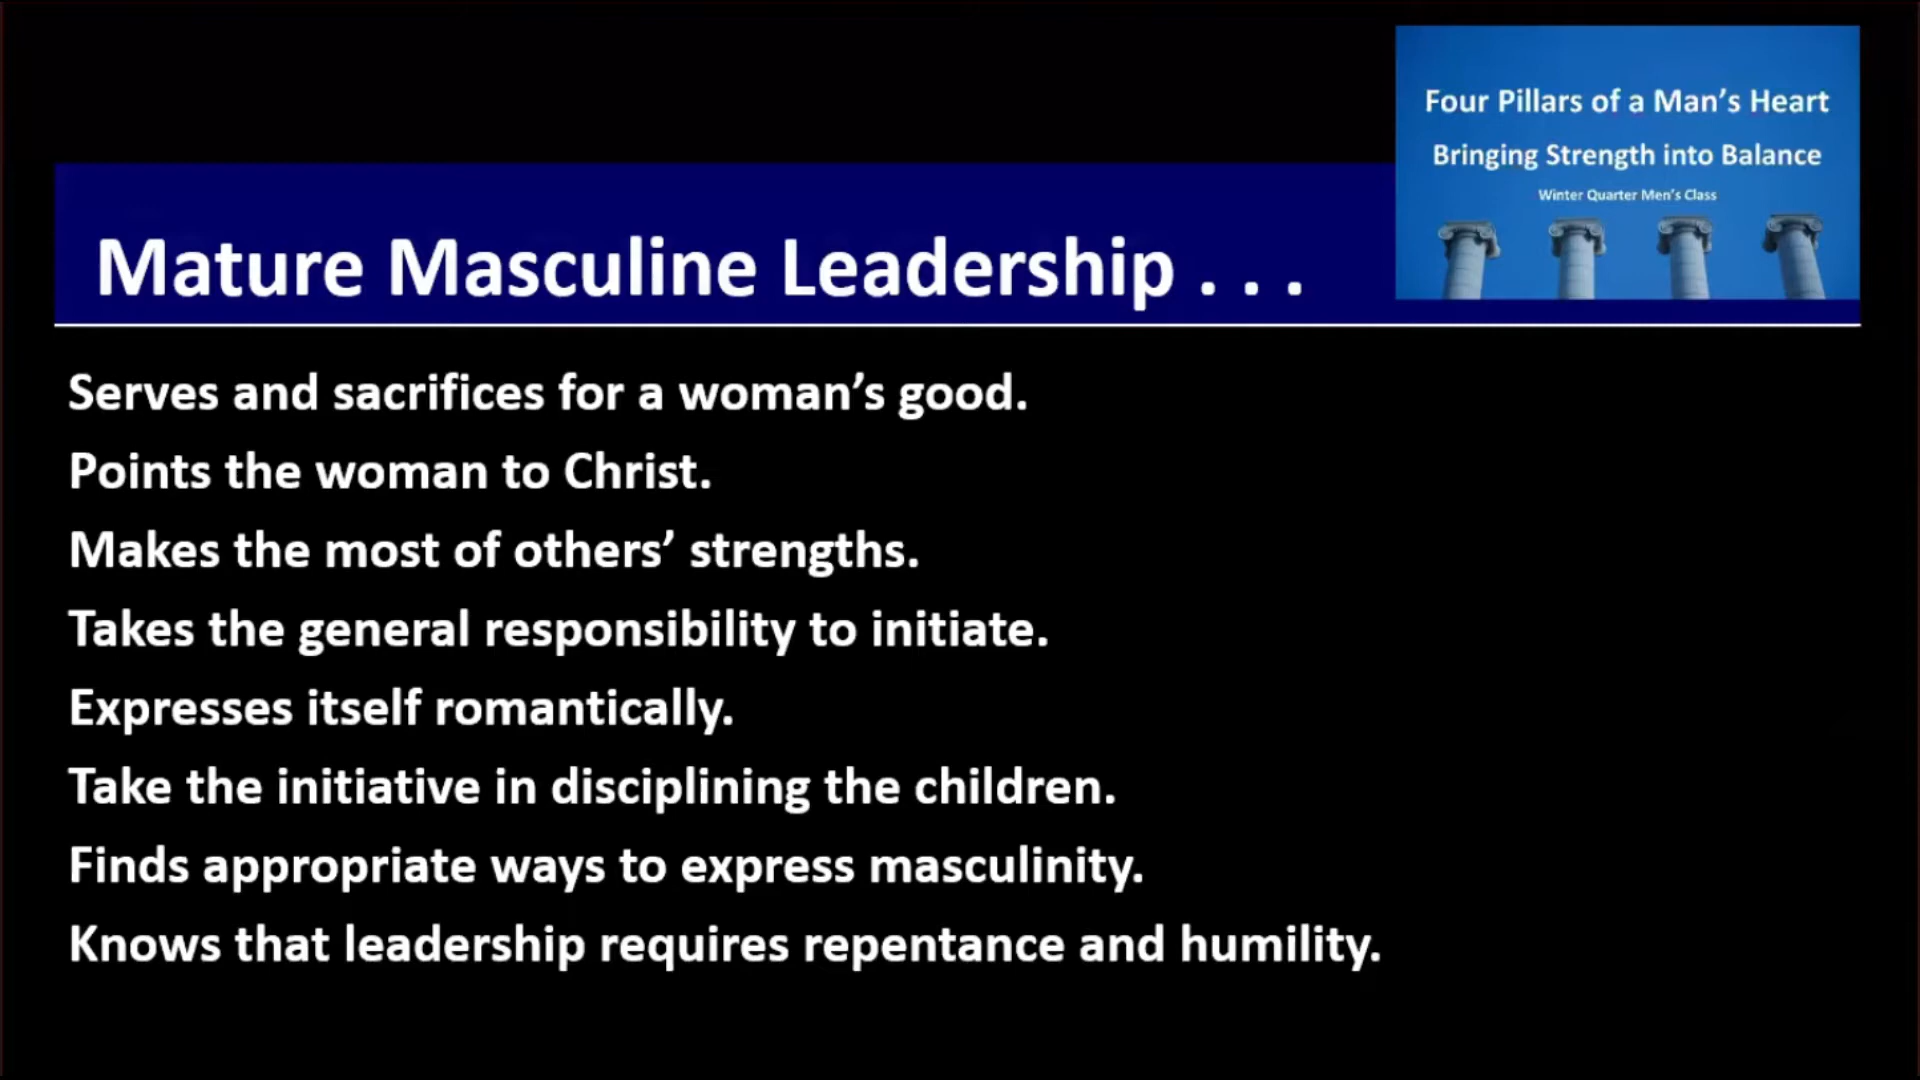 Four Pillars of a Man’s Heart
Bringing Strength into Balance
Winter Quarter Men’s Class
Mature Masculine Leadership . . .
Serves and sacrifices for a woman’s good.
Points the woman to Christ.
Makes the most of others’ strengths.
Takes the general responsibility to initiate.
Expresses itself romantically.
Take the initiative in disciplining the children.
Finds appropriate ways to express masculinity.
Knows that leadership requires repentance and humility.